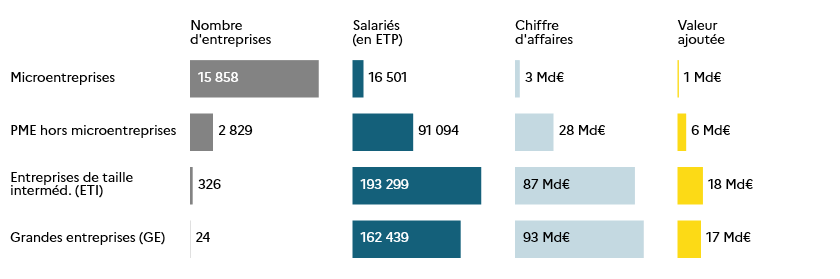 Nombre
d'entreprises
Salariés
(en ETP)
Chiffre
d'affaires
Valeur
ajoutée
Microentreprises
15 858
16 501
3 Md€
1 Md€
PME hors microentreprises
2 829
91 094
28 Md€
6 Md€
Entreprises de taille
interméd. (ETI)
326
193 299
87 Md€
18 Md€
Grandes entreprises (GE)
24
162 439
93 Md€
17 Md€